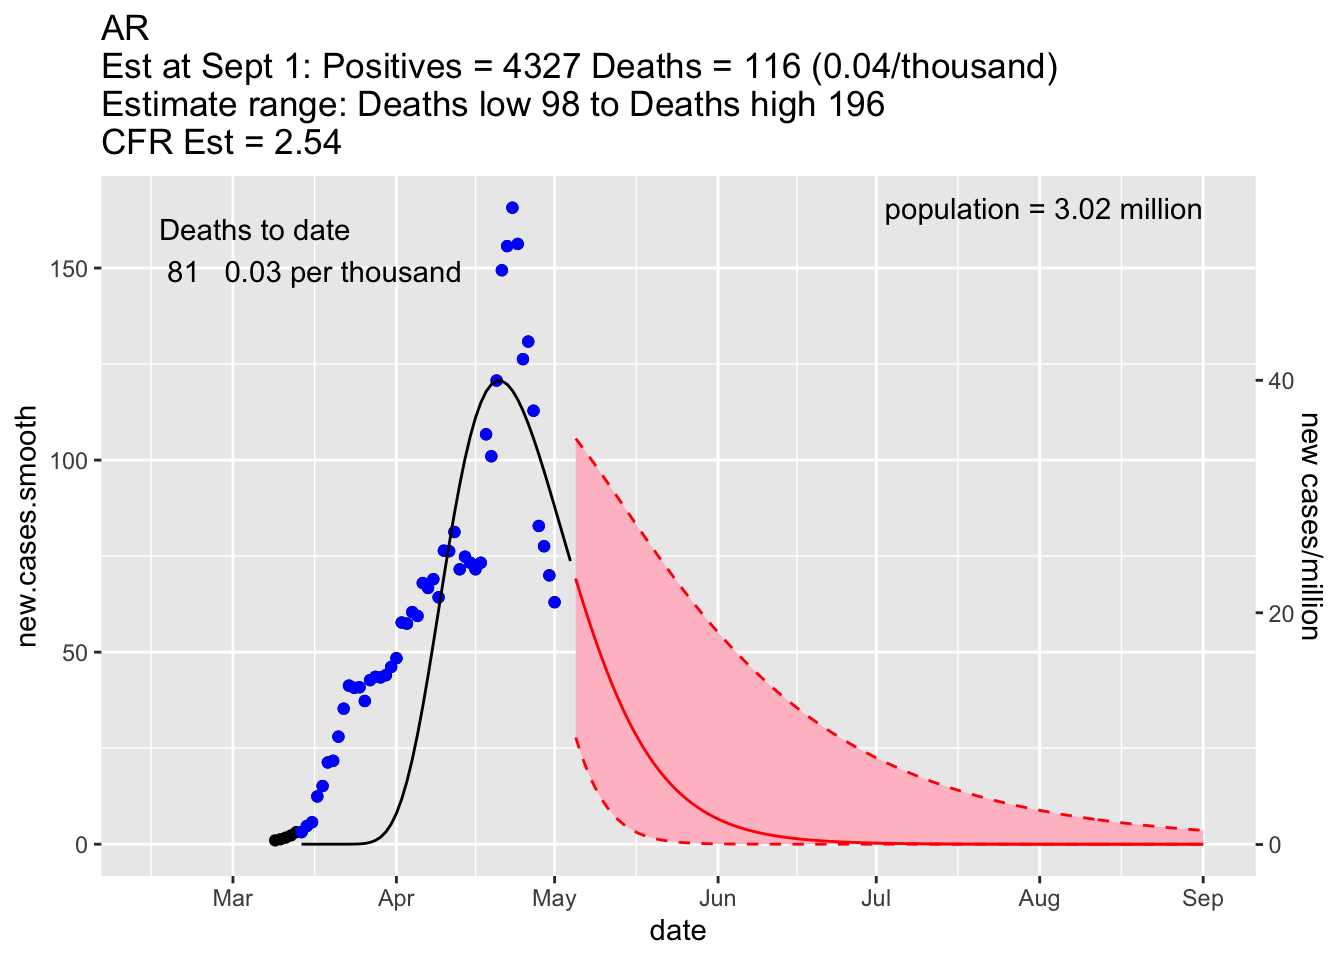 AR
Est at Sept 1: Positives = 4327 Deaths = 116 (0.04/thousand)
Estimate range: Deaths low 98 to Deaths high 196
CFR Est = 2.54
population = 3.02 million
Deaths to date
81 0.03 per thousand
150
100
50
0
new.cases.smooth
40
20
0
new cases/million
Mar
Apr
May
Jun
Jul
Aug
Sep
date